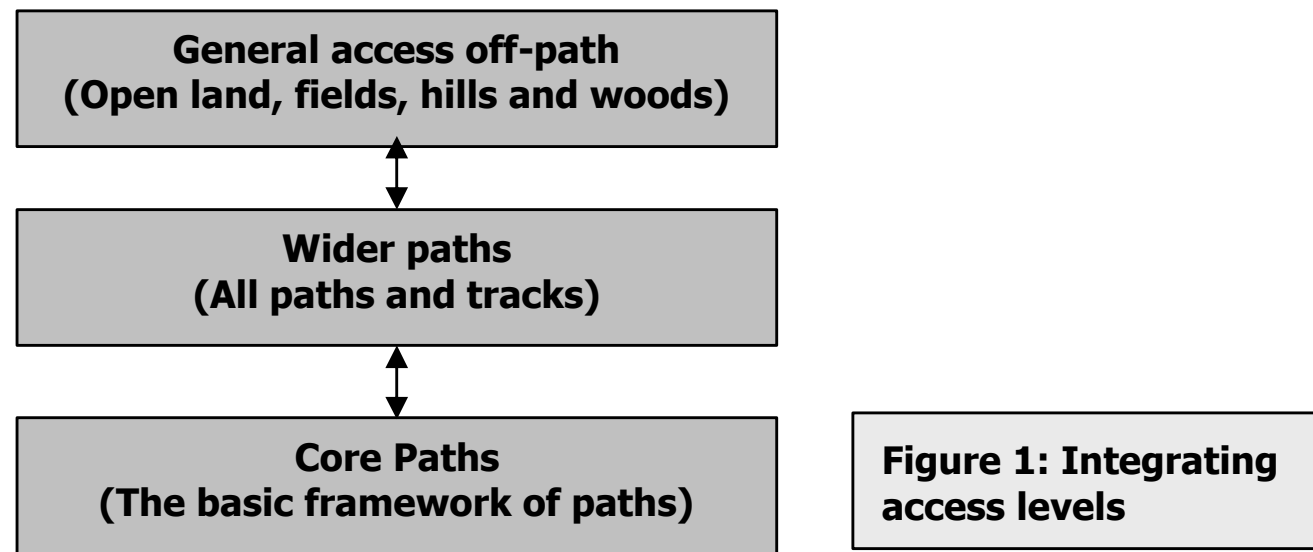 General access off-path
(Open land, fields, hills and woods)
Wider paths
(All paths and tracks)
Core Paths
(The basic framework of paths)
Figure 1: Integrating
access levels